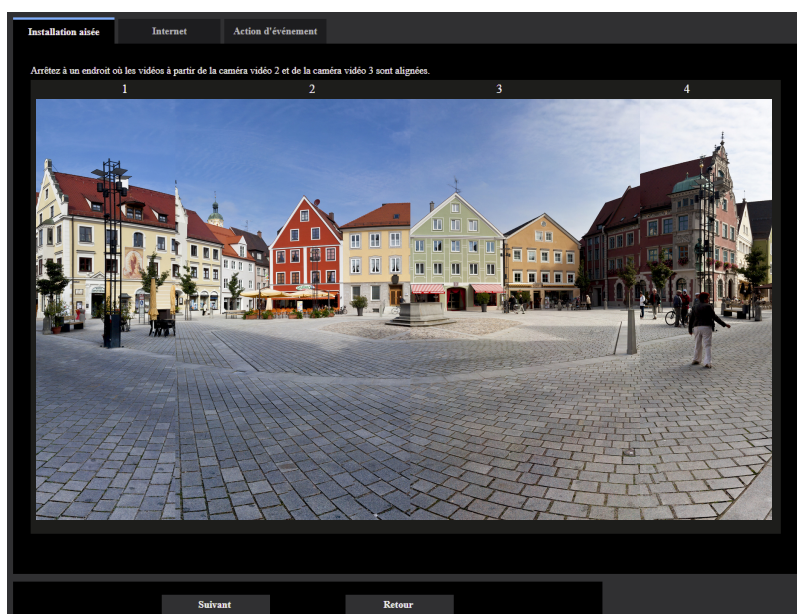 Installation aisée Internet Action d'événement
Arrêtez à un endroit où les vidéos à partir de la caméra vidéo 2 et de la caméra vidéo 3 sont alignées.
1 2 3 4
Suivant Retour